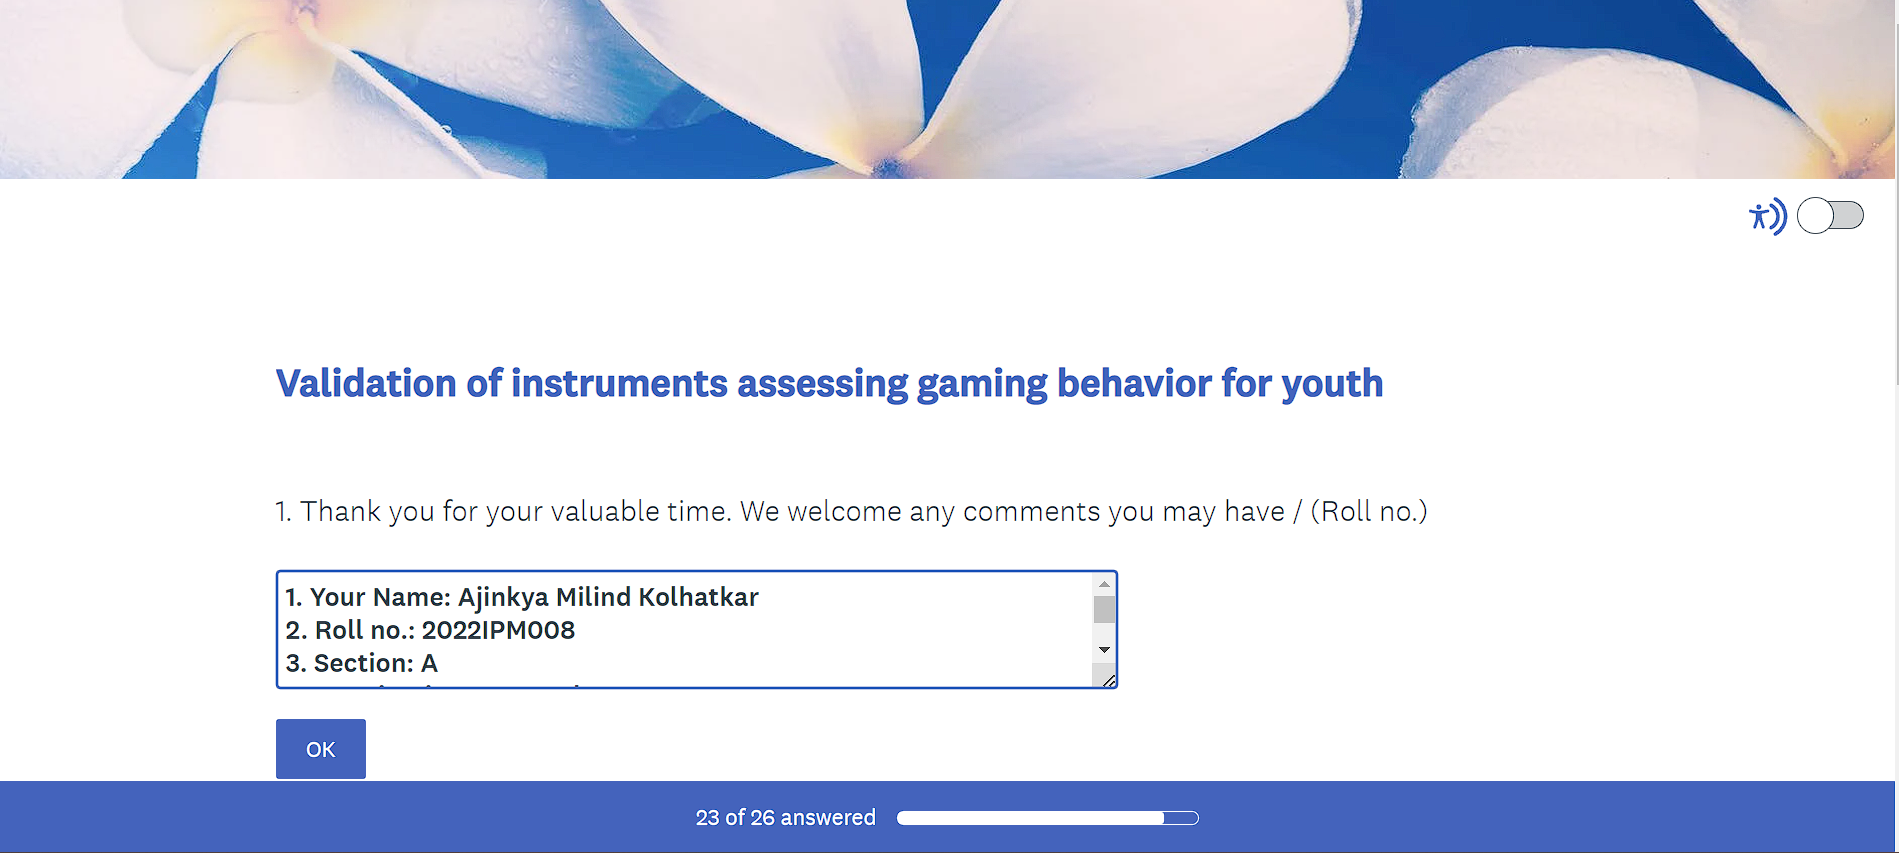 Validation of instruments assessing gaming behavior for youth
1. Thank you for your valuable time. We welcome any comments you may have / (Roll no.)
1. Your Name: Ajinkya Milind Kolhatkar
2. Roll no.: 2022IPM008
3. Section: A
OK
23 of 26 answered